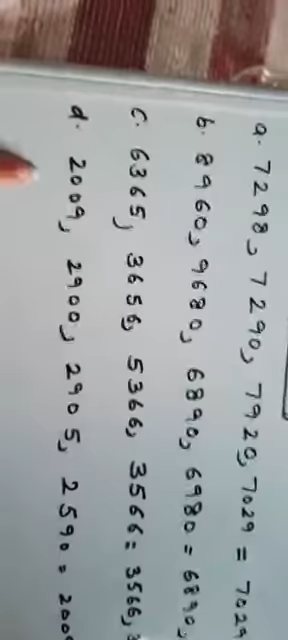 a. 7298, 7290, 7920, 7029 = 7029
b. 8960, 9680, 6890, 6980 = 6890,
c. 6365, 3656, 5366, 3566 = 3566,
d. 2009, 2900, 2905, 2590 = 2009